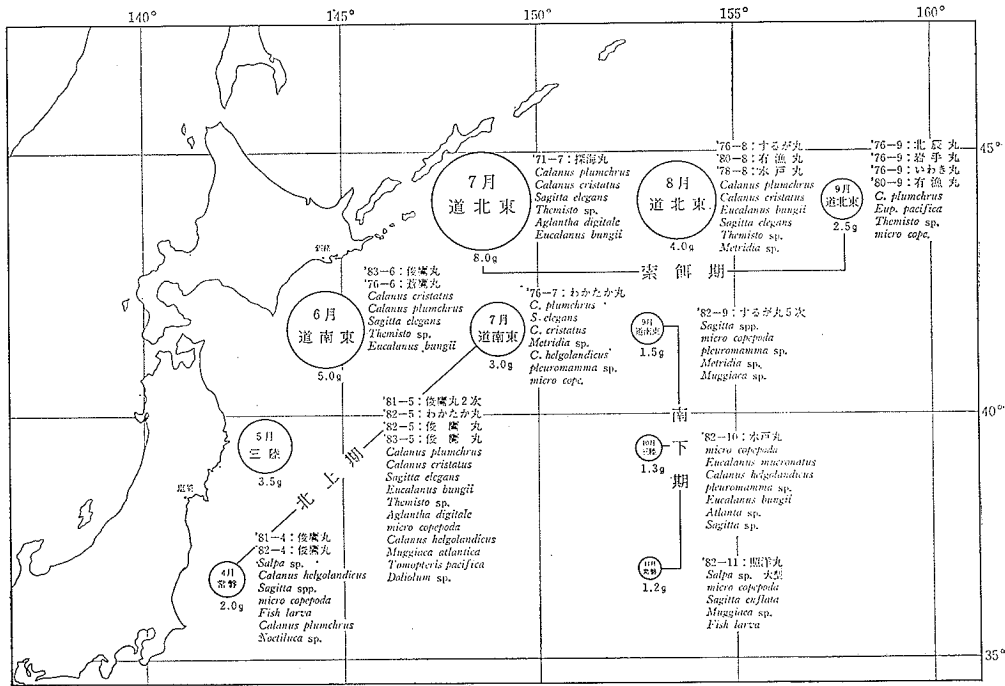 140°
145°
150°
155°
160°
45°
40°
35°
7月
道北東
8.0g
'71-7：探海丸
Calanus plumchrus
Calanus cristatus
Sagitta elegans
Themisto sp.
Aglantha digitale
Eucalanus bungii
8月
道北東
4.0g
'76-8：するが丸
'80-8：有漁丸
'78-8：水戸丸
Calanus plumchrus
Calanus cristatus
Eucalanus bungii
Sagitta elegans
Themisto sp.
Metridia sp.
9月
道北東
2.5g
'76-9：北辰丸
'76-9：岩手丸
'76-9：いわき丸
'80-9：有漁丸
C. plumchrus
Eup. pacifica
Themisto sp.
micro cope.
索餌期
釧路
6月
道南東
5.0g
'83-6：俊鷹丸
'76-6：蒼鷹丸
Calanus cristatus
Calanus plumchrus
Sagitta elegans
Themisto sp.
Eucalanus bungii
7月
道南東
3.0g
'76-7：わかたか丸
C. plumchrus
S. elegans
C. cristatus
Metridia sp.
C. helgolandicus
pleuromamma sp.
micro cope.
9月
道南東
1.5g
'82-9：するが丸5次
Sagitta spp.
micro copepoda
pleuromamma sp.
Metridia sp.
Muggiaea sp.
5月
三陸
3.5g
'81-5：俊鷹丸2次
'82-5：わかたか丸
'82-5：俊鷹丸
'83-5：俊鷹丸
Calanus plumchrus
Calanus cristatus
Sagitta elegans
Eucalanus bungii
Themisto sp.
Aglantha digitale
micro copepoda
Calanus helgolandicus
Muggiaea atlantica
Tomopteris pacifica
Doliolum sp.
北上期
南下期
10月
三陸
1.3g
'82-10：水戸丸
micro copepoda
Eucalanus mucronatus
Calanus helgolandicus
pleuromamma sp.
Eucalanus bungii
Atlanta sp.
Sagitta sp.
塩釜
4月
常磐
2.0g
'81-4：俊鷹丸
'82-4：俊鷹丸
Salpa sp.
Calanus helgolandicus
Sagitta spp.
micro copepoda
Fish larva
Calanus plumchrus
Noctiluca sp.
11月
常磐
1.2g
'82-11：照洋丸
Salpa sp. 大型
micro copepoda
Sagitta enflata
Muggiaea sp.
Fish larva